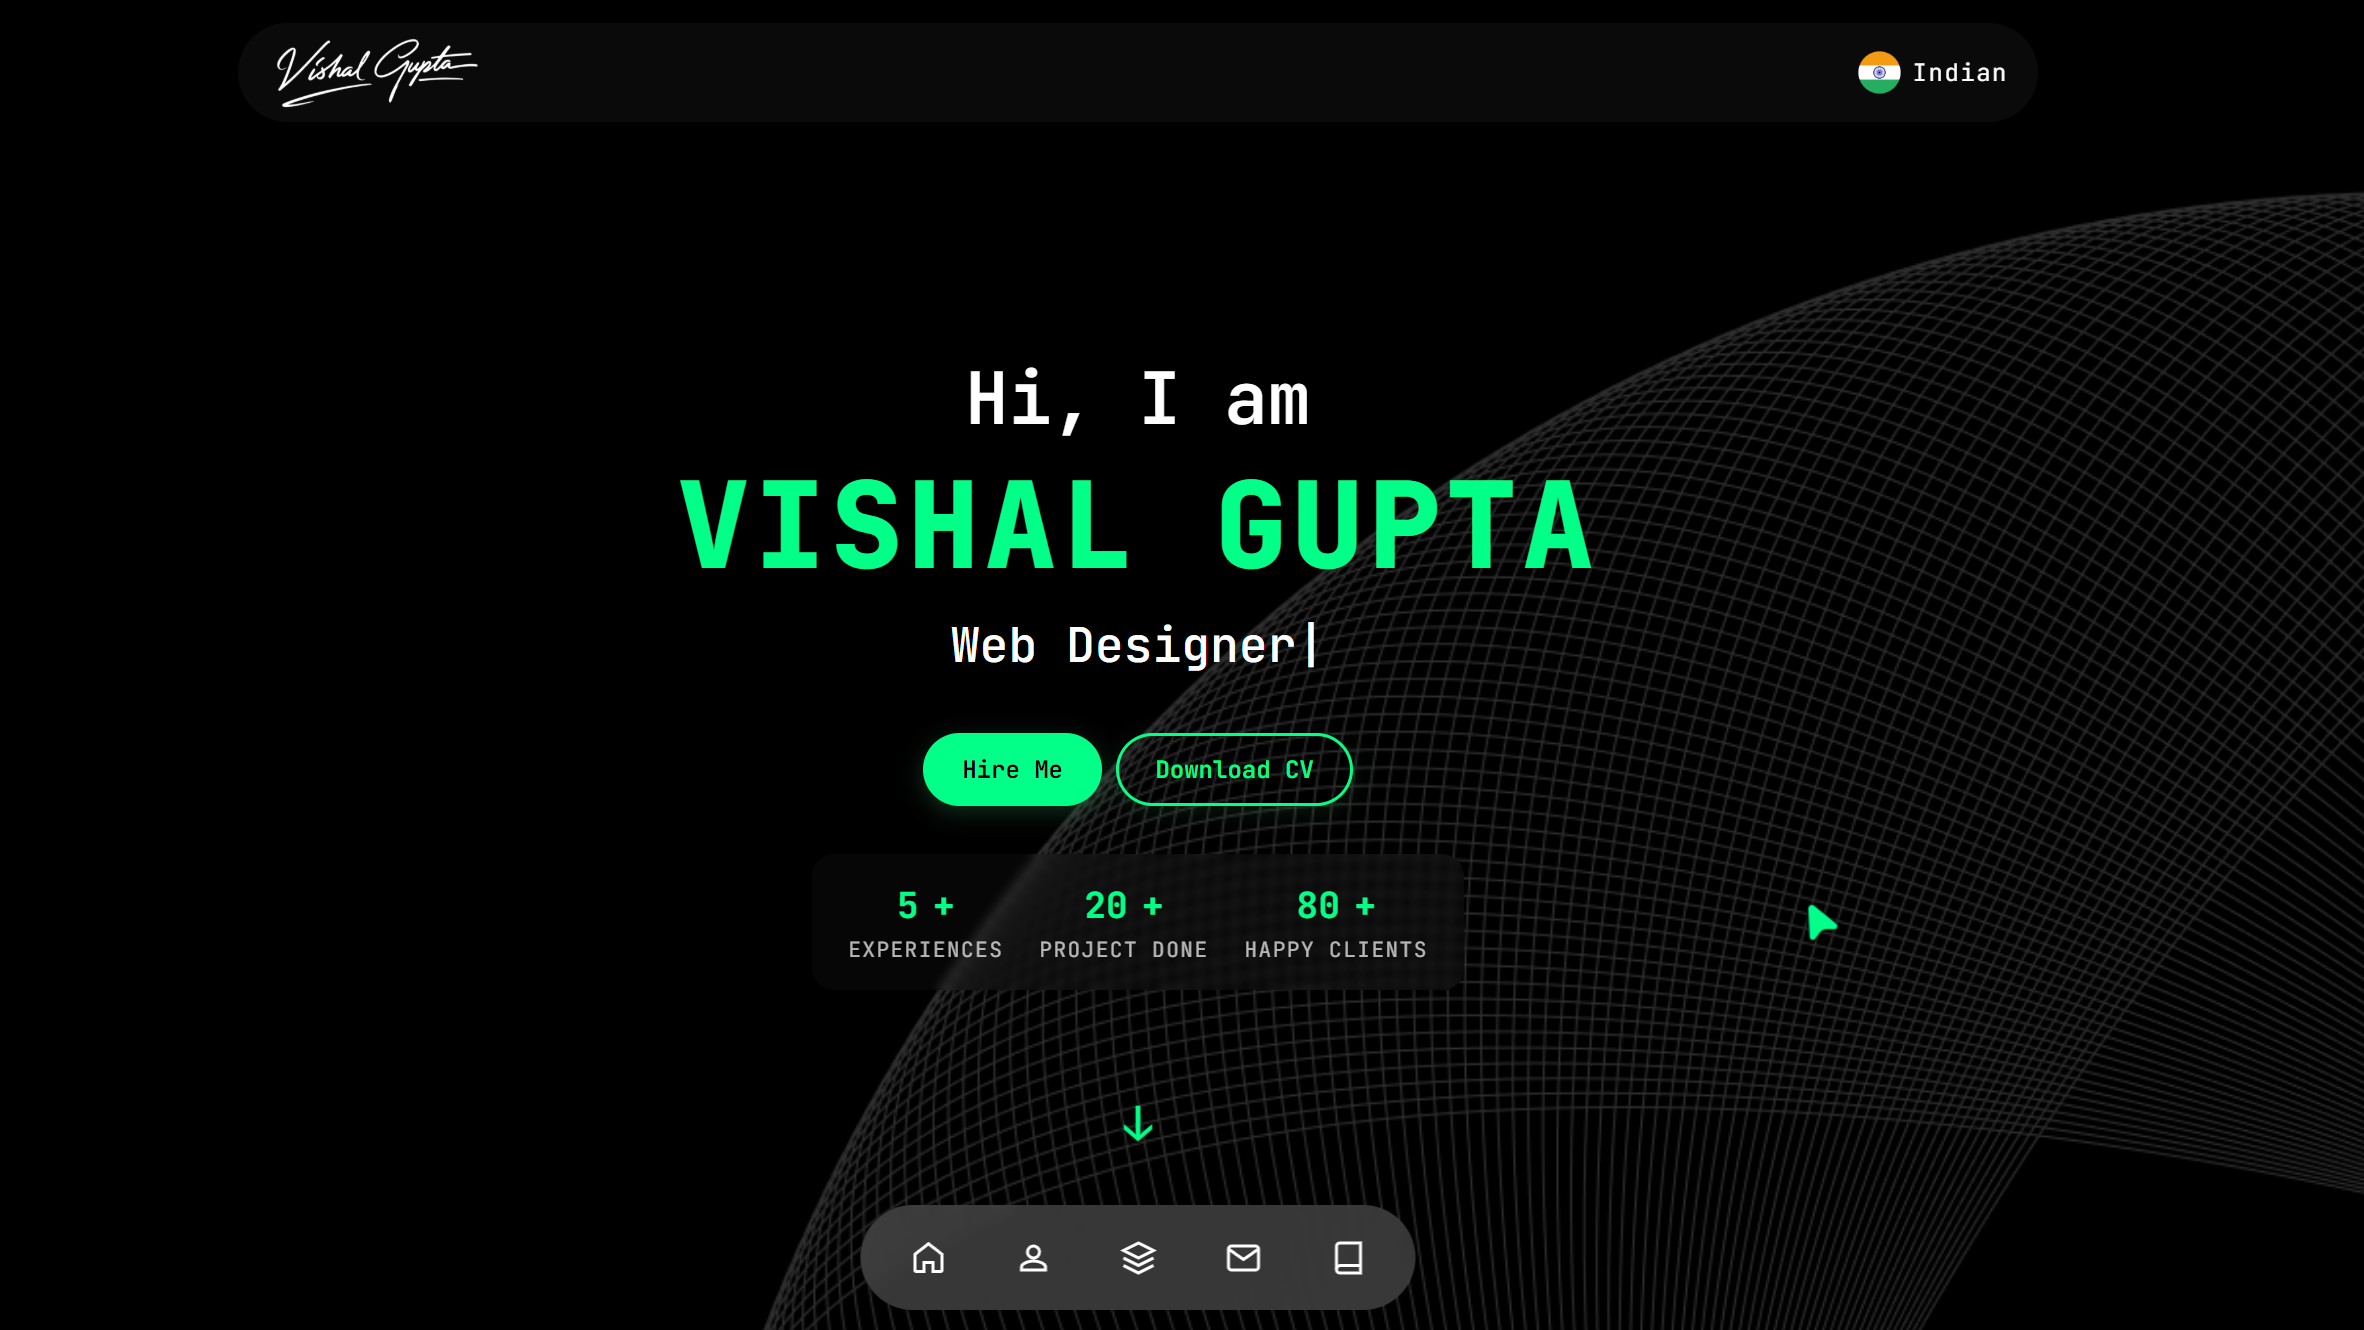 Vishal Gupta
Indian
Hi, I am
VISHAL GUPTA
Web Designer|
Hire Me
Download CV
5 +
EXPERIENCES
20 +
PROJECT DONE
80 +
HAPPY CLIENTS